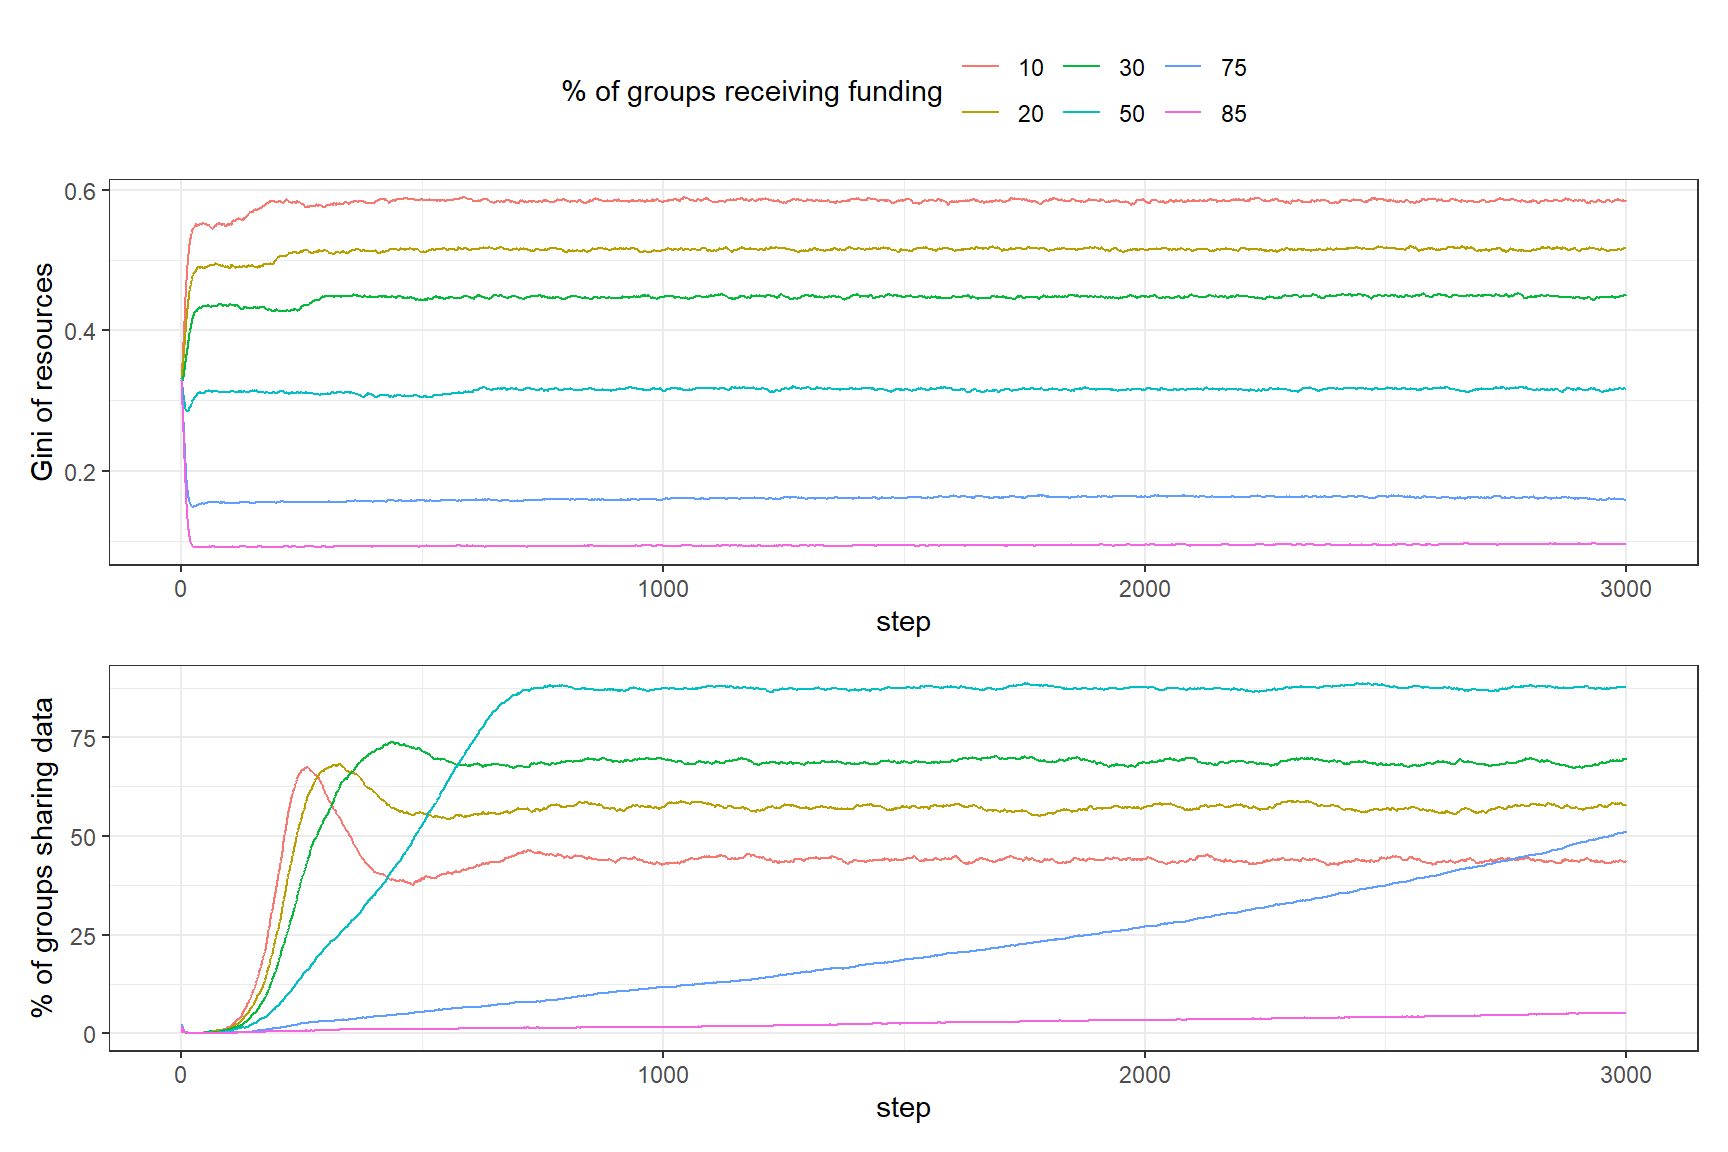 % of groups receiving funding
10 30 75
20 50 85
Gini of resources
0.6
0.4
0.2
0 1000 2000 3000
step
% of groups sharing data
75
50
25
0
0 1000 2000 3000
step